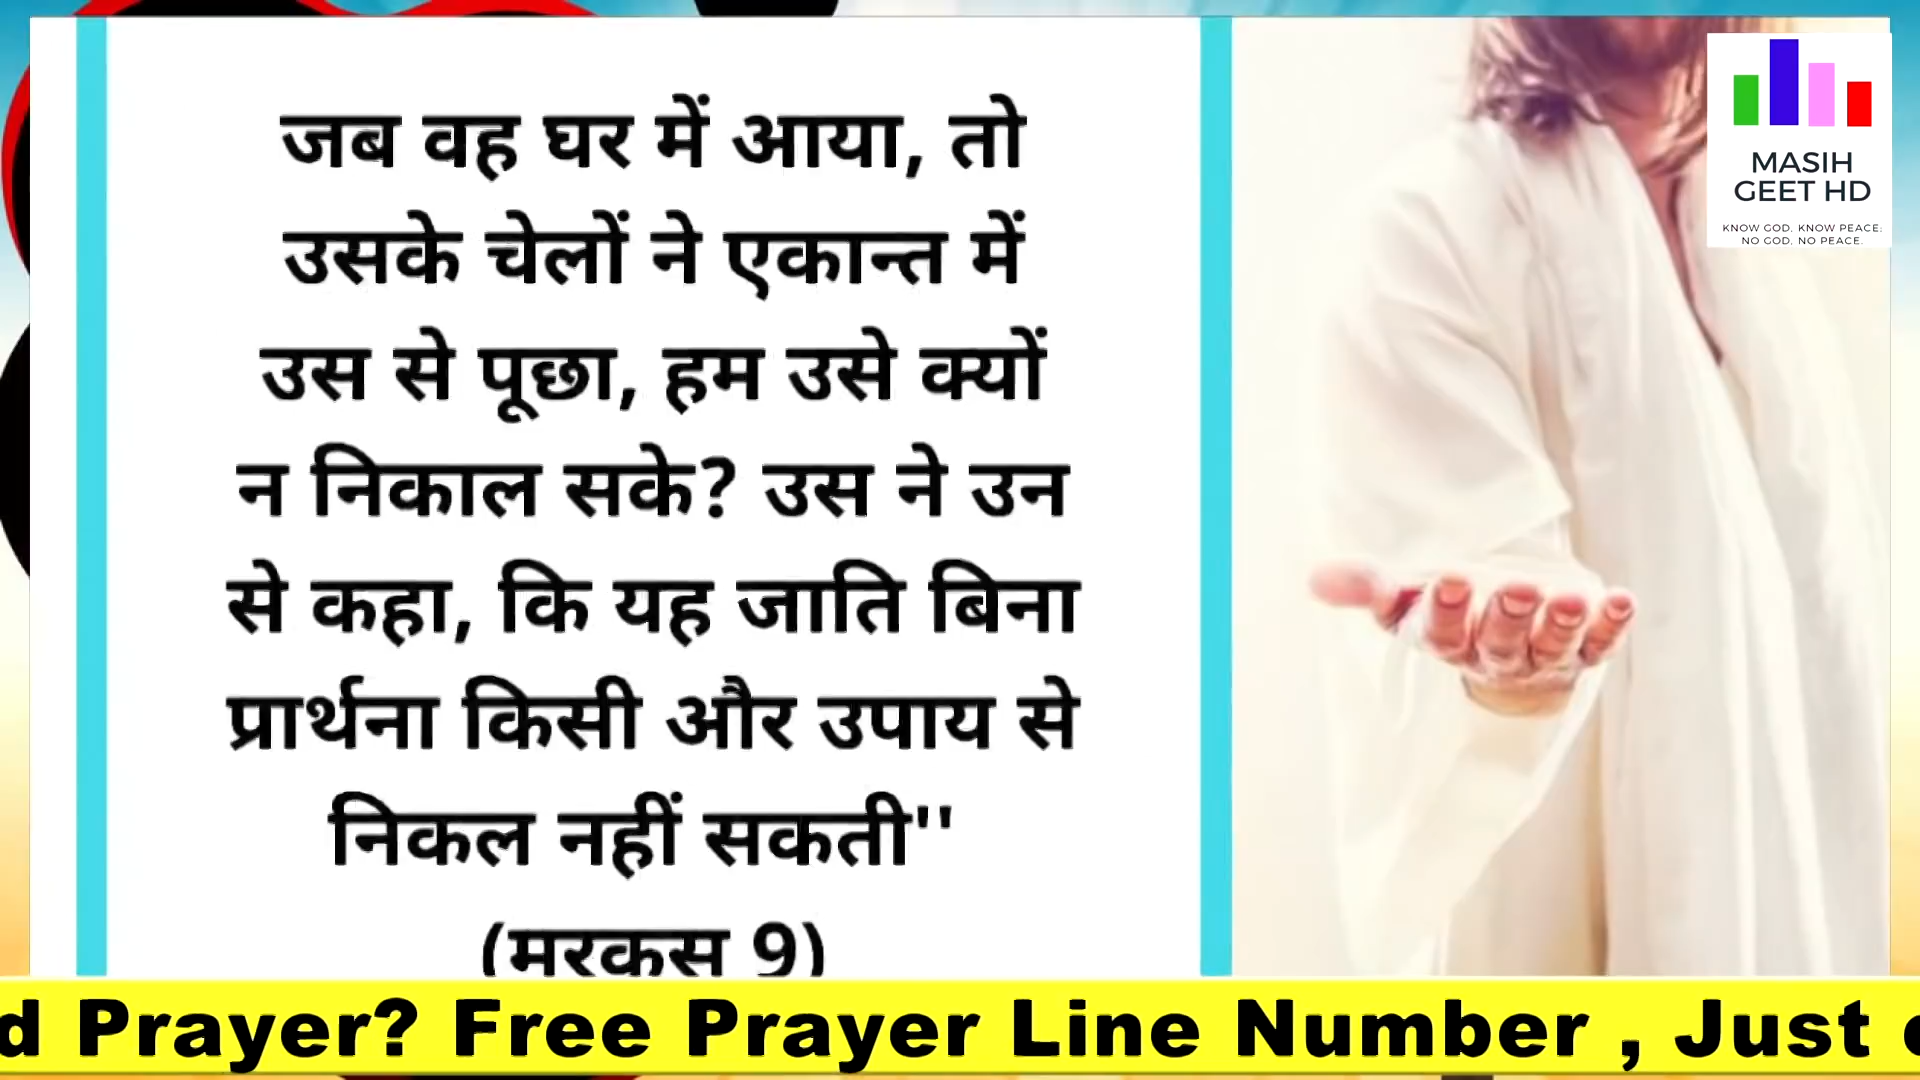 जब वह घर में आया, तो
उसके चेलों ने एकान्त में
उस से पूछा, हम उसे क्यों
न निकाल सके? उस ने उन
से कहा, कि यह जाति बिना
प्रार्थना किसी और उपाय से
निकल नहीं सकती''
(मरकस 9)
MASIH
GEET HD
KNOW GOD, KNOW PEACE;
NO GOD, NO PEACE.
Prayer? Free Prayer Line Number , Just